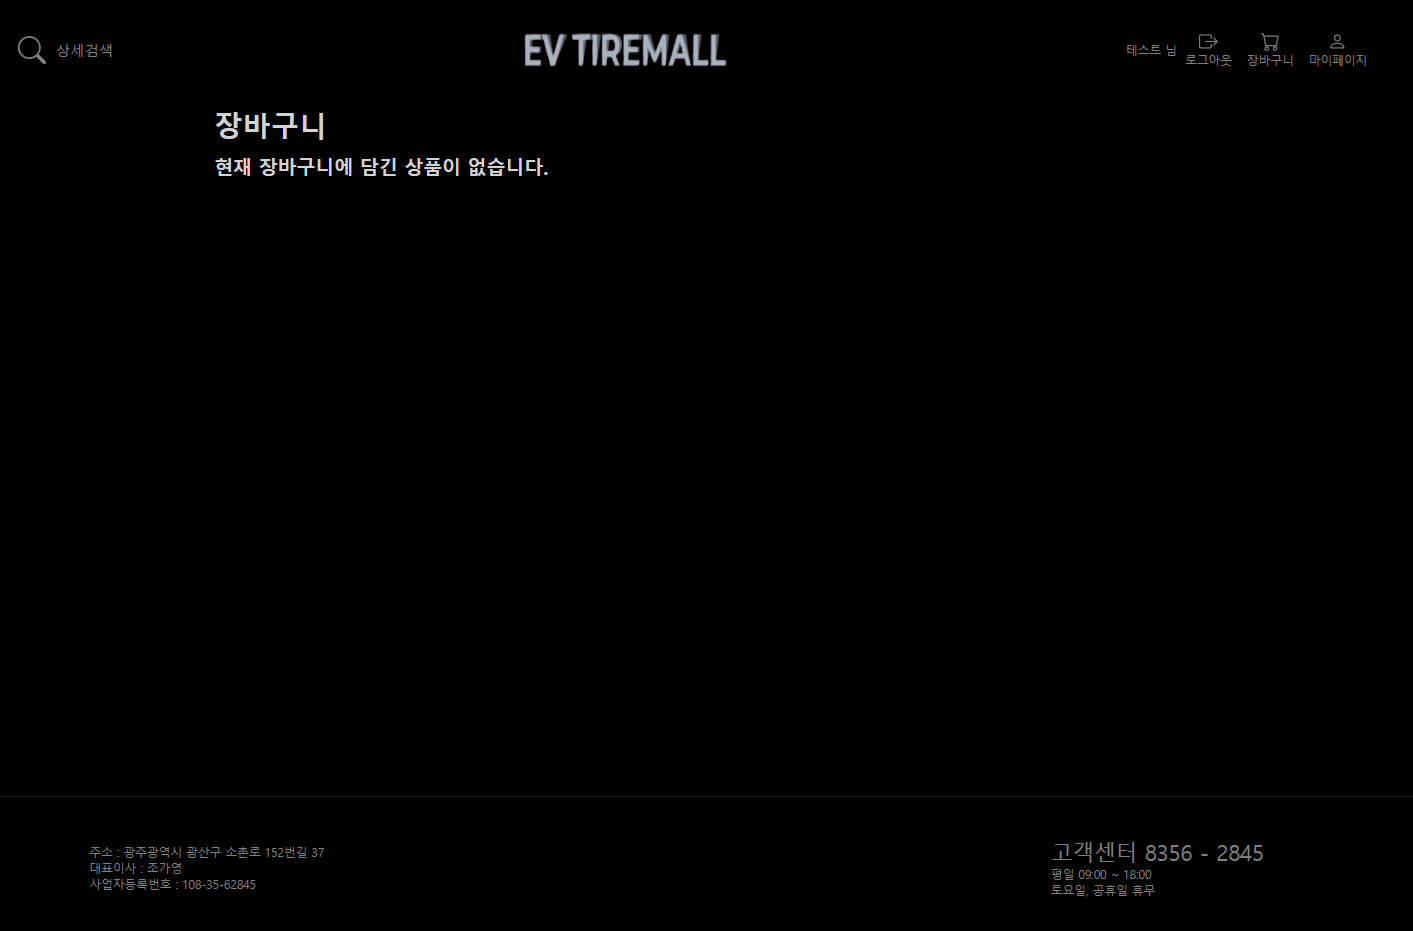 상세검색
EV TIREMALL
테스트 님
로그아웃
장바구니
마이페이지
장바구니
현재 장바구니에 담긴 상품이 없습니다.
주소 : 광주광역시 광산구 소촌로 152번길 37
대표이사 : 조가영
사업자등록번호 : 108-35-62845
고객센터 8356 - 2845
평일 09:00 ~ 18:00
토요일, 공휴일 휴무